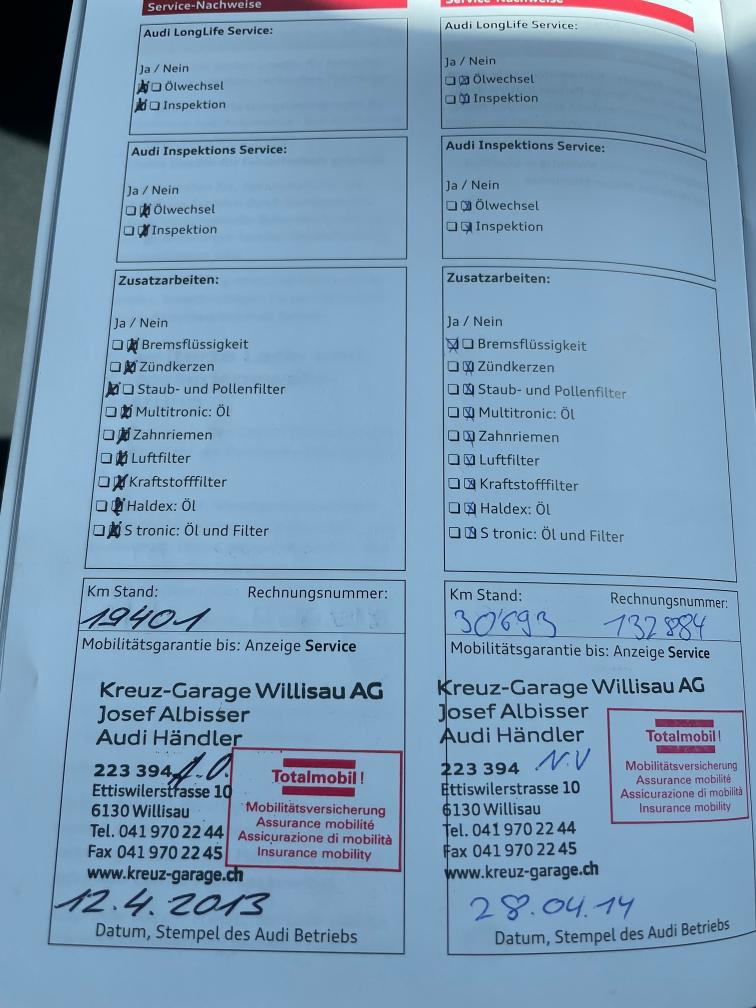 Service-Nachweise
Audi LongLife Service:
Ja / Nein
Ölwechsel
Inspektion
Audi Inspektions Service:
Ja / Nein
Ölwechsel
Inspektion
Zusatzarbeiten:
Ja / Nein
Bremsflüssigkeit
Zündkerzen
Staub- und Pollenfilter
Multitronic: Öl
Zahnriemen
Luftfilter
Kraftstofffilter
Haldex: Öl
S tronic: Öl und Filter
Km Stand: Rechnungsnummer:
19401
Mobilitätsgarantie bis: Anzeige Service
Kreuz-Garage Willisau AG
Josef Albisser
Audi Händler
223 394
Ettiswilerstrasse 10
6130 Willisau
Tel. 041 970 22 44
Fax 041 970 22 45
www.kreuz-garage.ch
Totalmobil!
Mobilitätsversicherung
Assurance mobilité
Assicurazione di mobilità
Insurance mobility
12.4.2013
Datum, Stempel des Audi Betriebs
Service-Nachweise
Audi LongLife Service:
Ja / Nein
Ölwechsel
Inspektion
Audi Inspektions Service:
Ja / Nein
Ölwechsel
Inspektion
Zusatzarbeiten:
Ja / Nein
Bremsflüssigkeit
Zündkerzen
Staub- und Pollenfilter
Multitronic: Öl
Zahnriemen
Luftfilter
Kraftstofffilter
Haldex: Öl
S tronic: Öl und Filter
Km Stand: Rechnungsnummer:
30'693 132884
Mobilitätsgarantie bis: Anzeige Service
Kreuz-Garage Willisau AG
Josef Albisser
Audi Händler
223 394 N.V
Ettiswilerstrasse 10
6130 Willisau
Tel. 041 970 22 44
Fax 041 970 22 45
www.kreuz-garage.ch
Totalmobil!
Mobilitätsversicherung
Assurance mobilité
Assicurazione di mobilità
Insurance mobility
28.04.14
Datum, Stempel des Audi Betriebs